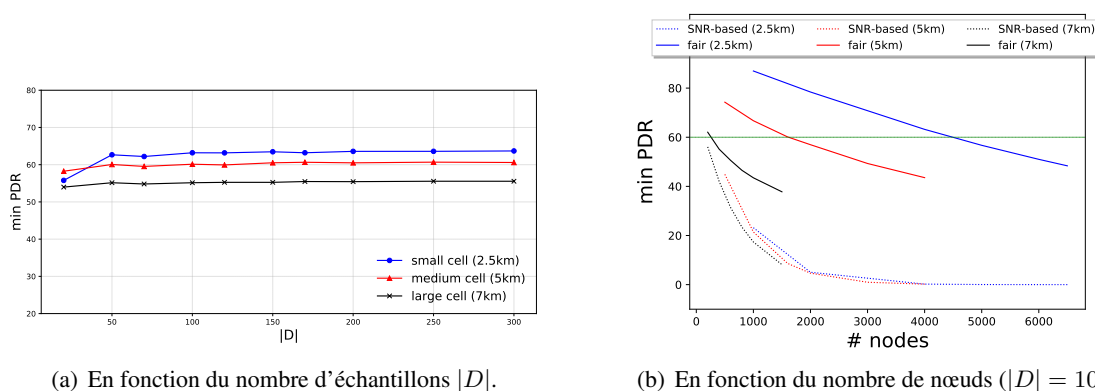 80
70
60
50
40
30
20
min PDR
small cell (2.5km)
medium cell (5km)
large cell (7km)
50 100 150 200 250 300
|D|
(a) En fonction du nombre d'échantillons |D|.
SNR-based (2.5km) SNR-based (5km) SNR-based (7km)
fair (2.5km) fair (5km) fair (7km)
80
60
40
20
0
min PDR
0 1000 2000 3000 4000 5000 6000
# nodes
(b) En fonction du nombre de nœuds (|D| = 10